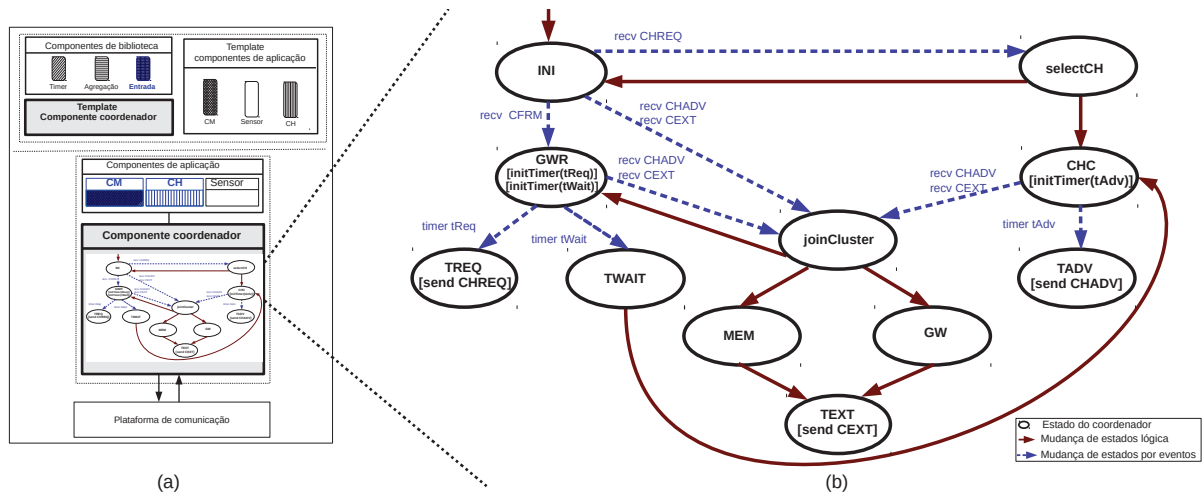 Componentes de biblioteca
Timer
Agregação
Entrada
Template
Componente coordenador
Template
componentes de aplicação
CM
Sensor
CH
Componentes de aplicação
CM
CH
Sensor
Componente coordenador
Plataforma de comunicação
(a)
INI
recv CHREQ
selectCH
recv CFRM
recv CHADV
recv CEXT
GWR
[initTimer(tReq)]
[initTimer(tWait)]
recv CHADV
recv CEXT
recv CHADV
recv CEXT
CHC
[initTimer(tAdv)]
timer tReq
timer tWait
joinCluster
timer tAdv
TREQ
[send CHREQ]
TWAIT
TADV
[send CHADV]
MEM
GW
TEXT
[send CEXT]
Estado do coordenador
Mudança de estados lógica
Mudança de estados por eventos
(b)